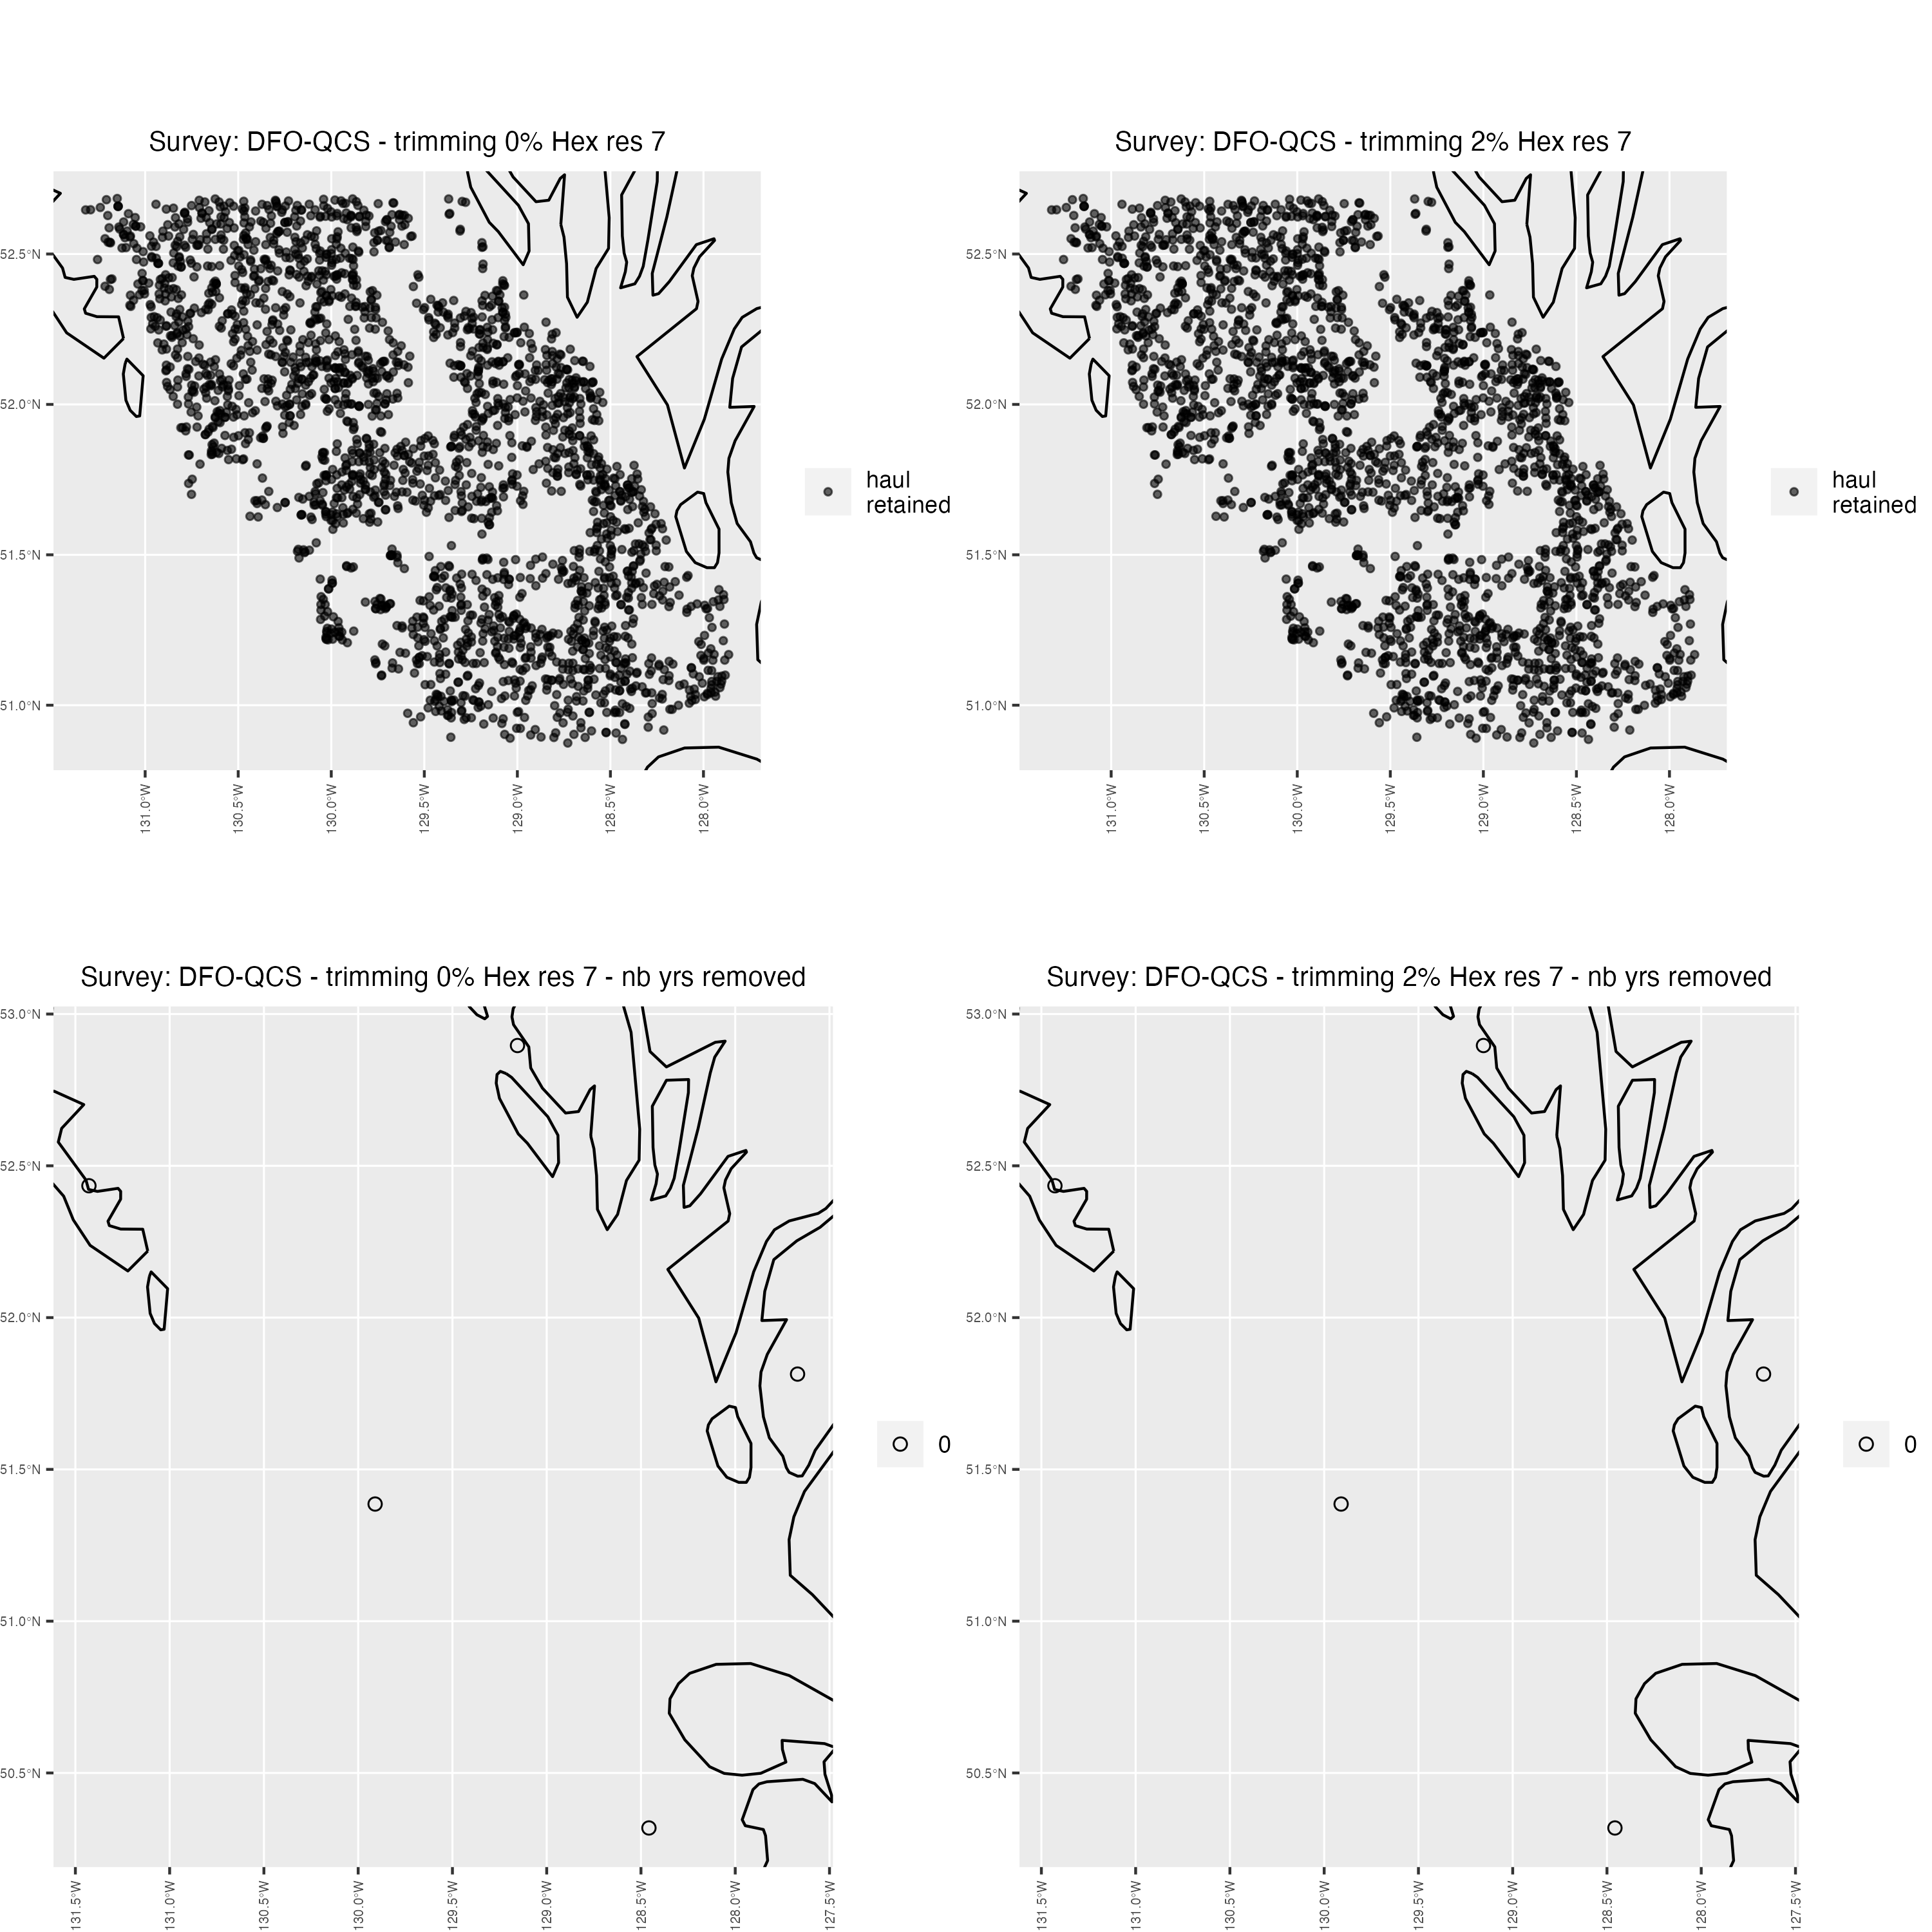 Survey: DFO-QCS - trimming 0% Hex res 7
52.5°N
52.0°N
51.5°N
51.0°N
131.0°W
130.5°W
130.0°W
129.5°W
129.0°W
128.5°W
128.0°W
haul
retained
Survey: DFO-QCS - trimming 2% Hex res 7
52.5°N
52.0°N
51.5°N
51.0°N
131.0°W
130.5°W
130.0°W
129.5°W
129.0°W
128.5°W
128.0°W
haul
retained
Survey: DFO-QCS - trimming 0% Hex res 7 - nb yrs removed
53.0°N
52.5°N
52.0°N
51.5°N
51.0°N
50.5°N
131.5°W
131.0°W
130.5°W
130.0°W
129.5°W
129.0°W
128.5°W
128.0°W
127.5°W
0
Survey: DFO-QCS - trimming 2% Hex res 7 - nb yrs removed
53.0°N
52.5°N
52.0°N
51.5°N
51.0°N
50.5°N
131.5°W
131.0°W
130.5°W
130.0°W
129.5°W
129.0°W
128.5°W
128.0°W
127.5°W
0